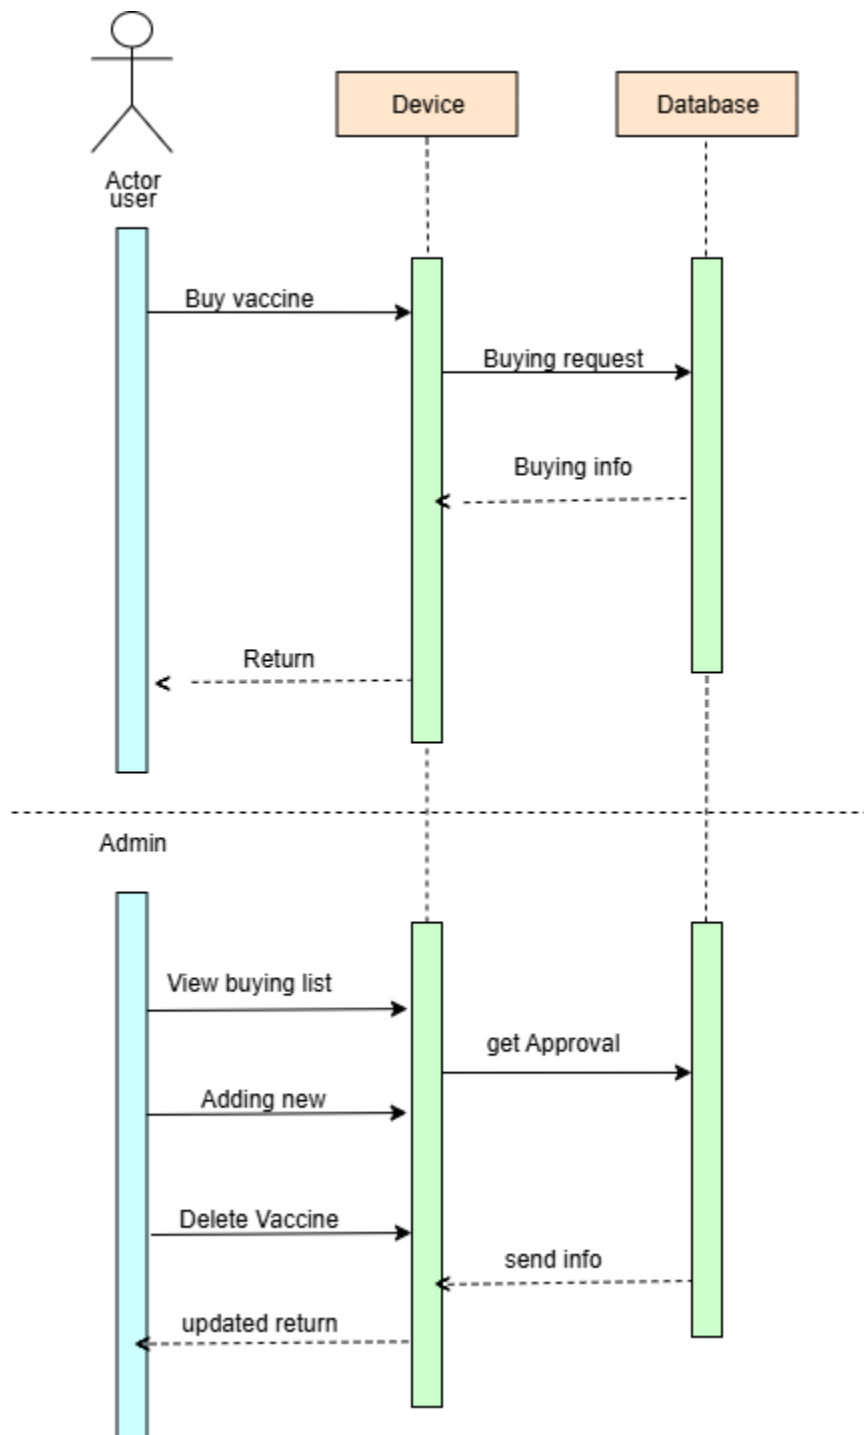 Device
Database
Actor
user
Buy vaccine
Buying request
Buying info
Return
Admin
View buying list
get Approval
Adding new
Delete Vaccine
send info
updated return